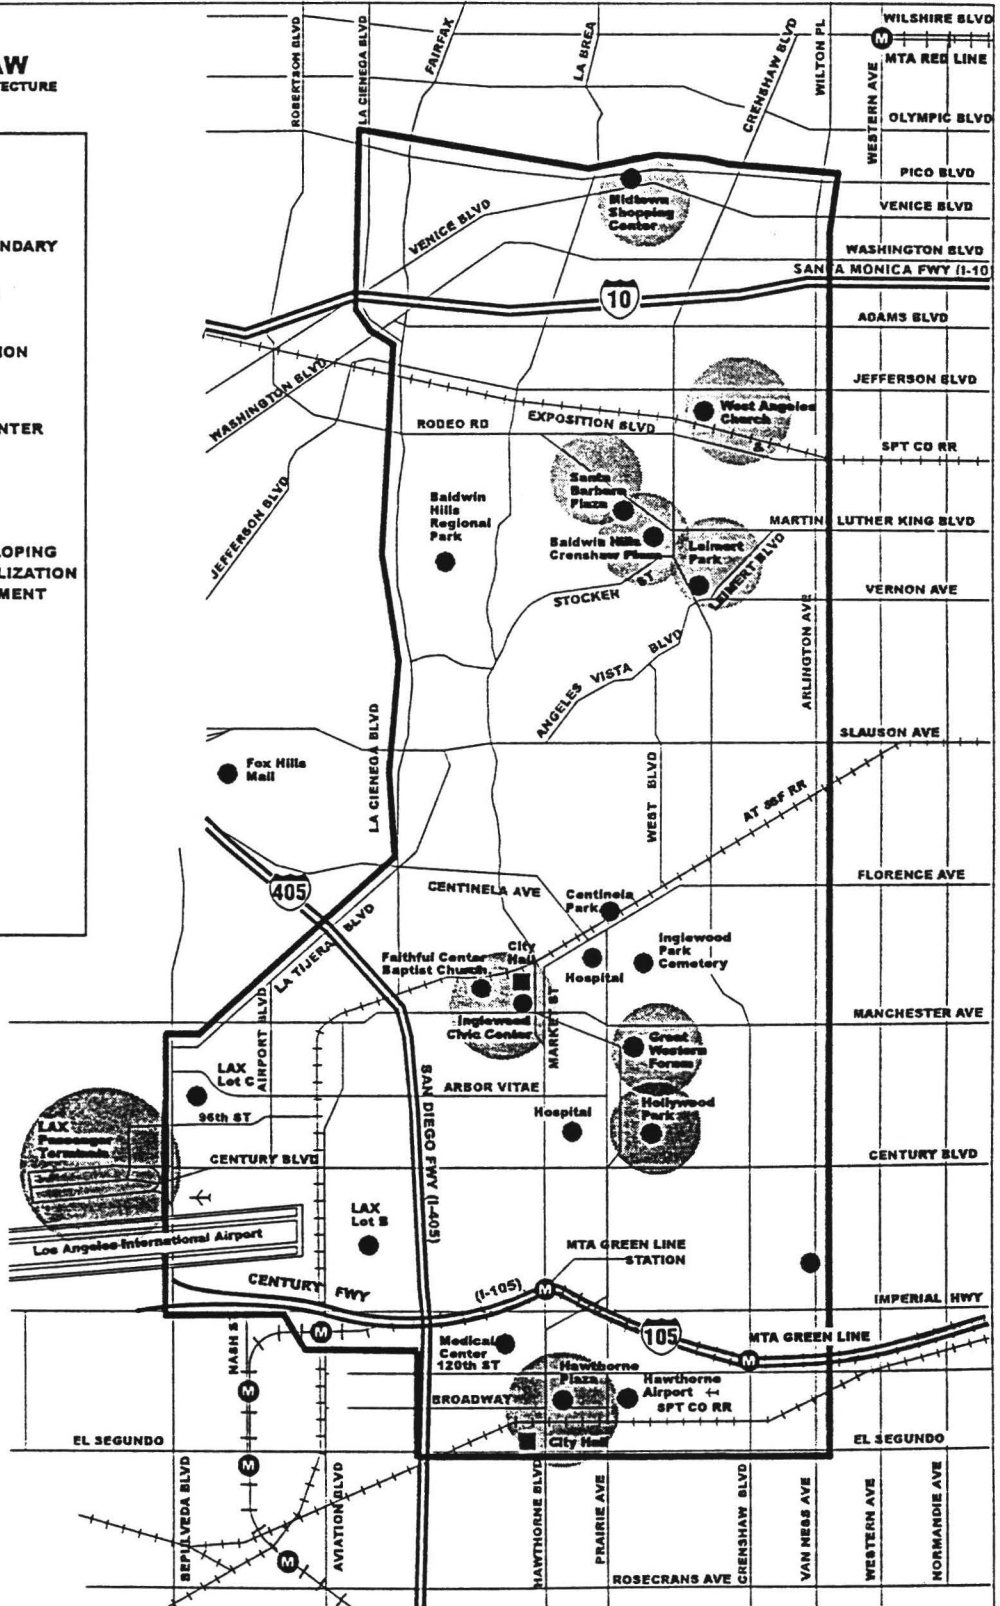 AW
TECTURE
NDARY
ION
NTER
LOPING
LIZATION
MENT
ROBERTSON BLVD
LA CIENEGA BLVD
FAIRFAX
LA BREA
CRENSHAW BLVD
WILTON PL
WESTERN AVE
WILSHIRE BLVD
M
MTA RED LINE
OLYMPIC BLVD
PICO BLVD
VENICE BLVD
Midtown
Shopping
Center
VENICE BLVD
WASHINGTON BLVD
SANTA MONICA FWY (I-10)
10
ADAMS BLVD
WASHINGTON BLVD
JEFFERSON BLVD
West Angeles
Church
RODEO RD
EXPOSITION BLVD
&
SPT CO RR
JEFFERSON BLVD
Santa
Barbara
Plaza
Baldwin
Hills
Regional
Park
MARTIN LUTHER KING BLVD
Baldwin Hills
Crenshaw Plaza
Leimert
Park
LEIMERT BLVD
STOCKER ST
VERNON AVE
ANGELES VISTA BLVD
ARLINGTON AVE
LA CIENEGA BLVD
SLAUSON AVE
Fox Hills
Mall
WEST BLVD
AT SSF RR
405
CENTINELA AVE
FLORENCE AVE
Centinela
Park
LA TIJERA BLVD
City
Hall
Faithful Center
Baptist Church
Hospital
Inglewood
Park
Cemetery
Inglewood
Civic Center
MARKET ST
MANCHESTER AVE
AIRPORT BLVD
Great
Western
Forum
LAX
Lot C
SAN DIEGO FWY (I-405)
ARBOR VITAE
Hollywood
Park
96th ST
Hospital
LAX
Passenger
Terminals
CENTURY BLVD
CENTURY BLVD
LAX
Lot B
Los Angeles International Airport
MTA GREEN LINE
STATION
CENTURY FWY
(I-105)
M
IMPERIAL HWY
NASH ST
M
105
MTA GREEN LINE
M
Medical
Center
120th ST
Hawthorne
Plaza
Hawthorne
Airport
M
BROADWAY
SPT CO RR
EL SEGUNDO
City Hall
EL SEGUNDO
M
SEPULVEDA BLVD
AVIATION BLVD
HAWTHORNE BLVD
PRAIRIE AVE
CRENSHAW BLVD
VAN NESS AVE
WESTERN AVE
NORMANDIE AVE
M
ROSECRANS AVE